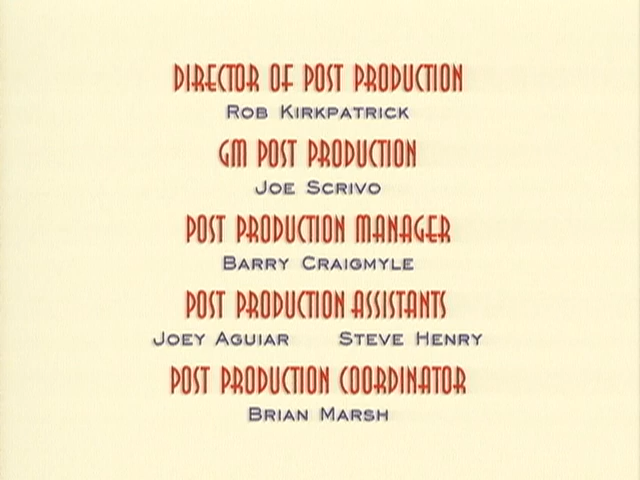 DIRECTOR OF POST PRODUCTION
ROB KIRKPATRICK
GM POST PRODUCTION
JOE SCRIVO
POST PRODUCTION MANAGER
BARRY CRAIGMYLE
POST PRODUCTION ASSISTANTS
JOEY AGUIAR STEVE HENRY
POST PRODUCTION COORDINATOR
BRIAN MARSH